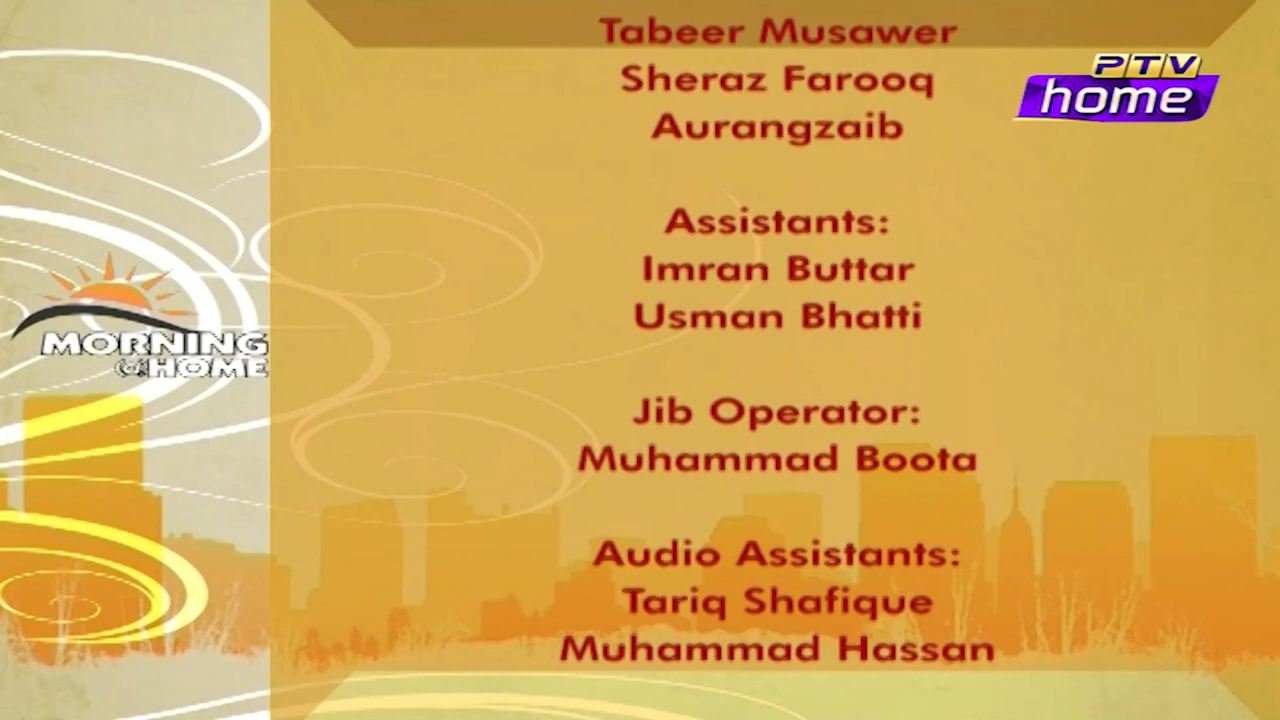 Tabeer Musawer
Sheraz Farooq
Aurangzaib
PTV
home
Assistants:
Imran Buttar
Usman Bhatti
MORNING
@HOME
Jib Operator:
Muhammad Boota
Audio Assistants:
Tariq Shafique
Muhammad Hassan